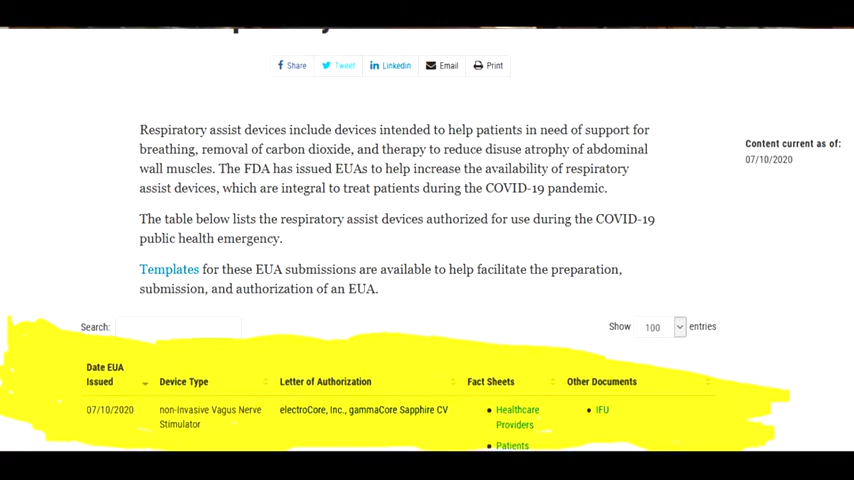 Share Tweet Linkedin Email Print
Respiratory assist devices include devices intended to help patients in need of support for
breathing, removal of carbon dioxide, and therapy to reduce disuse atrophy of abdominal
wall muscles. The FDA has issued EUAs to help increase the availability of respiratory
assist devices, which are integral to treat patients during the COVID-19 pandemic.
Content current as of:
07/10/2020
The table below lists the respiratory assist devices authorized for use during the COVID-19
public health emergency.
Templates for these EUA submissions are available to help facilitate the preparation,
submission, and authorization of an EUA.
Search: Show 100 entries
Date EUA
Issued Device Type Letter of Authorization Fact Sheets Other Documents
07/10/2020 non-Invasive Vagus Nerve electroCore, Inc., gammaCore Sapphire CV • Healthcare • IFU
Stimulator Providers
• Patients